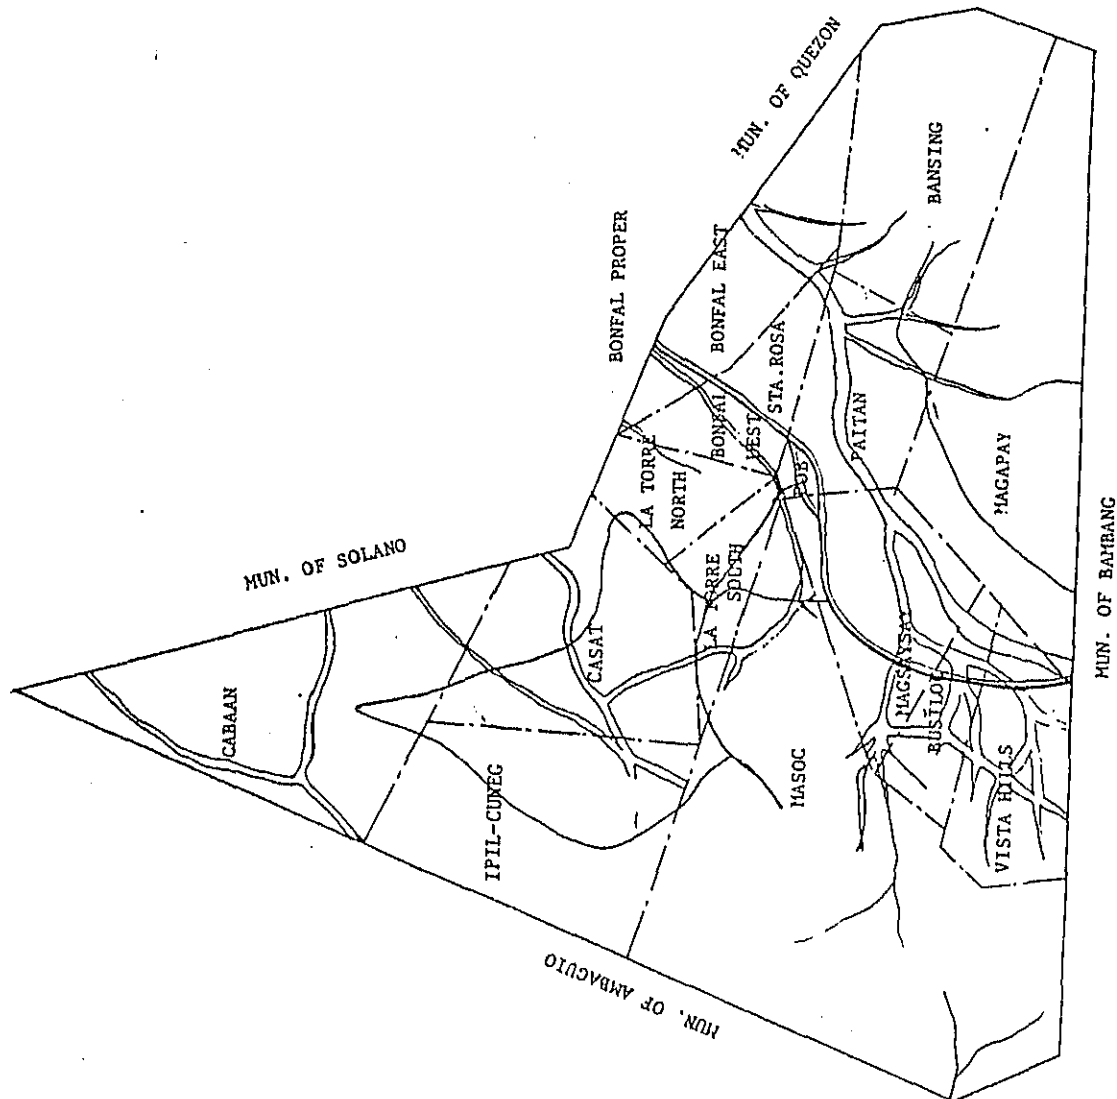 MUN. OF QUEZON
BANSING
BONFAL PROPER
BONFAL EAST
STA.ROSA
BONFAL
WEST
LA TORRE
NORTH
PAITAN
MAGAPAY
MUN. OF BAMBANG
MUN. OF SOLANO
LA TORRE
SOUTH
CASAT
CABAAN
IPIL-CUNEG
MASOC
MAGSAYSAY
BUSILOC
VISTA HILLS
MUN. OF AMBAGUIO